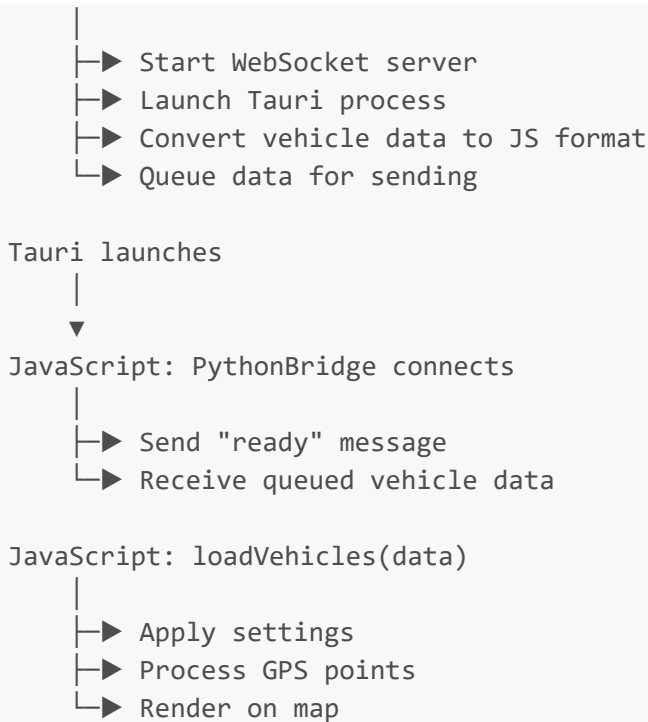 │
├─▶ Start WebSocket server
├─▶ Launch Tauri process
├─▶ Convert vehicle data to JS format
└─▶ Queue data for sending
Tauri launches
│
▼
JavaScript: PythonBridge connects
│
├─▶ Send "ready" message
└─▶ Receive queued vehicle data
JavaScript: loadVehicles(data)
│
├─▶ Apply settings
├─▶ Process GPS points
└─▶ Render on map